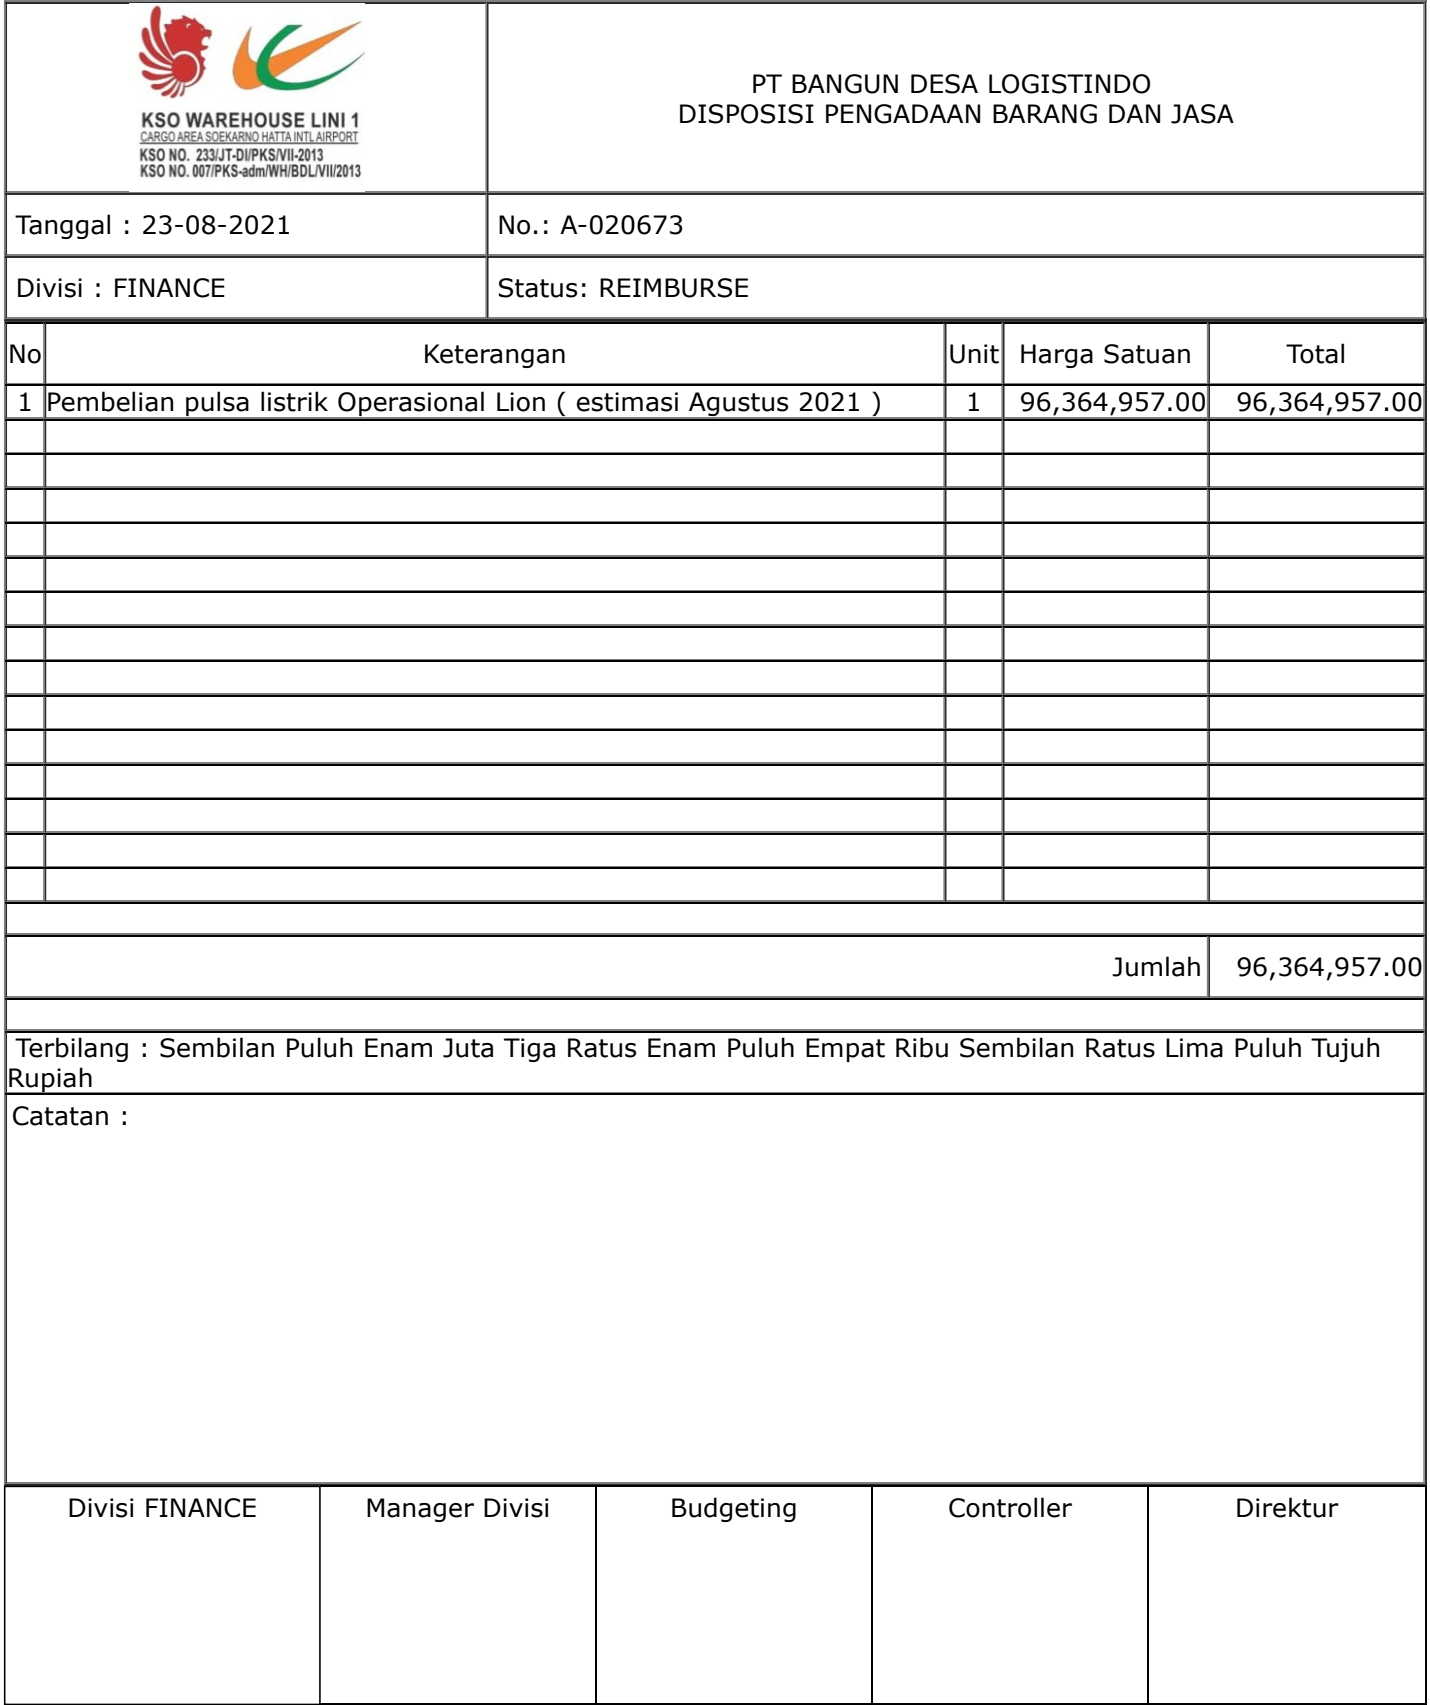 KSO WAREHOUSE LINI 1
CARGO AREA SOEKARNO HATTA INTL AIRPORT
KSO NO. 233/JT-DI/PKS/VII-2013
KSO NO. 007/PKS-adm/WH/BDL/VII/2013
PT BANGUN DESA LOGISTINDO
DISPOSISI PENGADAAN BARANG DAN JASA
Tanggal : 23-08-2021 No.: A-020673
Divisi : FINANCE Status: REIMBURSE
No Keterangan Unit Harga Satuan Total
1 Pembelian pulsa listrik Operasional Lion ( estimasi Agustus 2021 ) 1 96,364,957.00 96,364,957.00
Jumlah 96,364,957.00
Terbilang : Sembilan Puluh Enam Juta Tiga Ratus Enam Puluh Empat Ribu Sembilan Ratus Lima Puluh Tujuh
Rupiah
Catatan :
Divisi FINANCE Manager Divisi Budgeting Controller Direktur